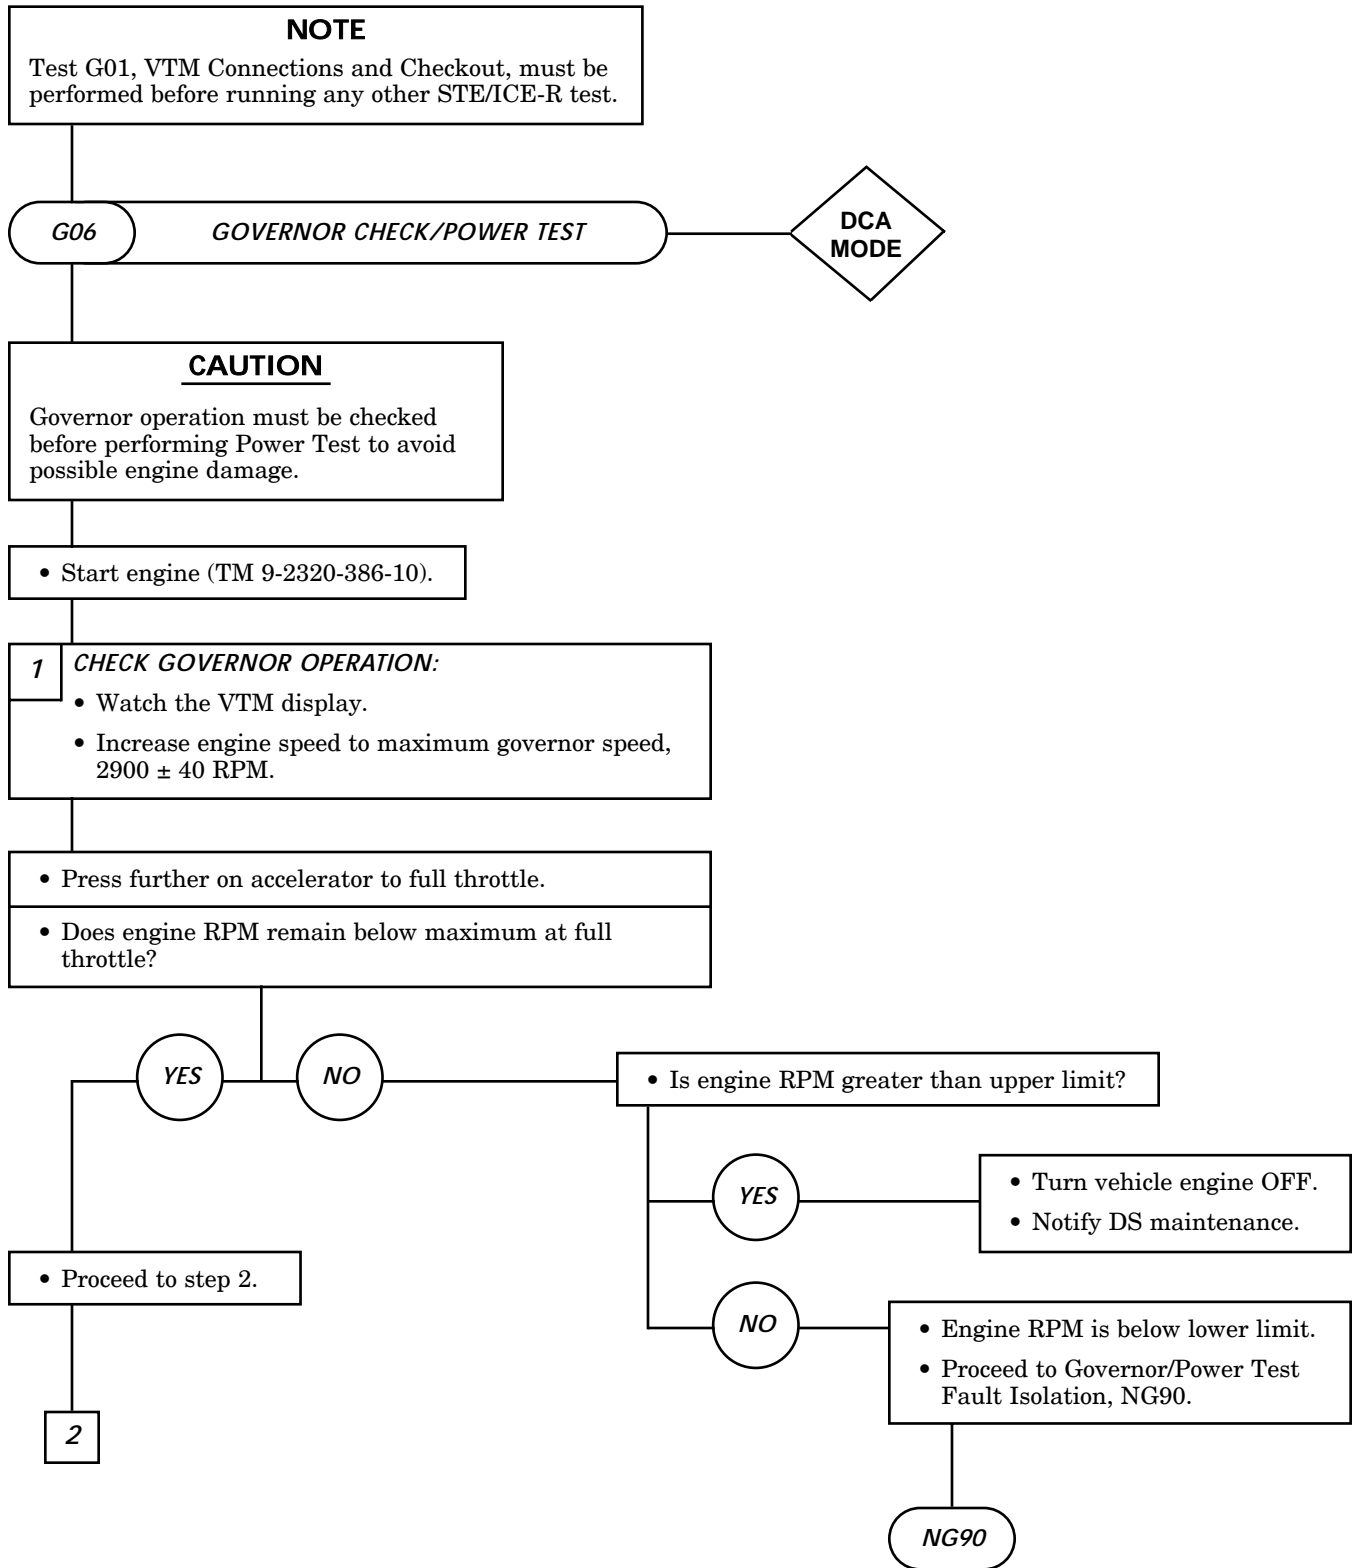 NOTE
Test G01, VTM Connections and Checkout, must be
performed before running any other STE/ICE-R test.
G06
GOVERNOR CHECK/POWER TEST
DCA
MODE
CAUTION
Governor operation must be checked
before performing Power Test to avoid
possible engine damage.
• Start engine (TM 9-2320-386-10).
1
CHECK GOVERNOR OPERATION:
• Watch the VTM display.
• Increase engine speed to maximum governor speed,
2900 ± 40 RPM.
• Press further on accelerator to full throttle.
• Does engine RPM remain below maximum at full
throttle?
YES
NO
• Is engine RPM greater than upper limit?
YES
• Turn vehicle engine OFF.
• Notify DS maintenance.
• Proceed to step 2.
NO
• Engine RPM is below lower limit.
• Proceed to Governor/Power Test
Fault Isolation, NG90.
2
NG90